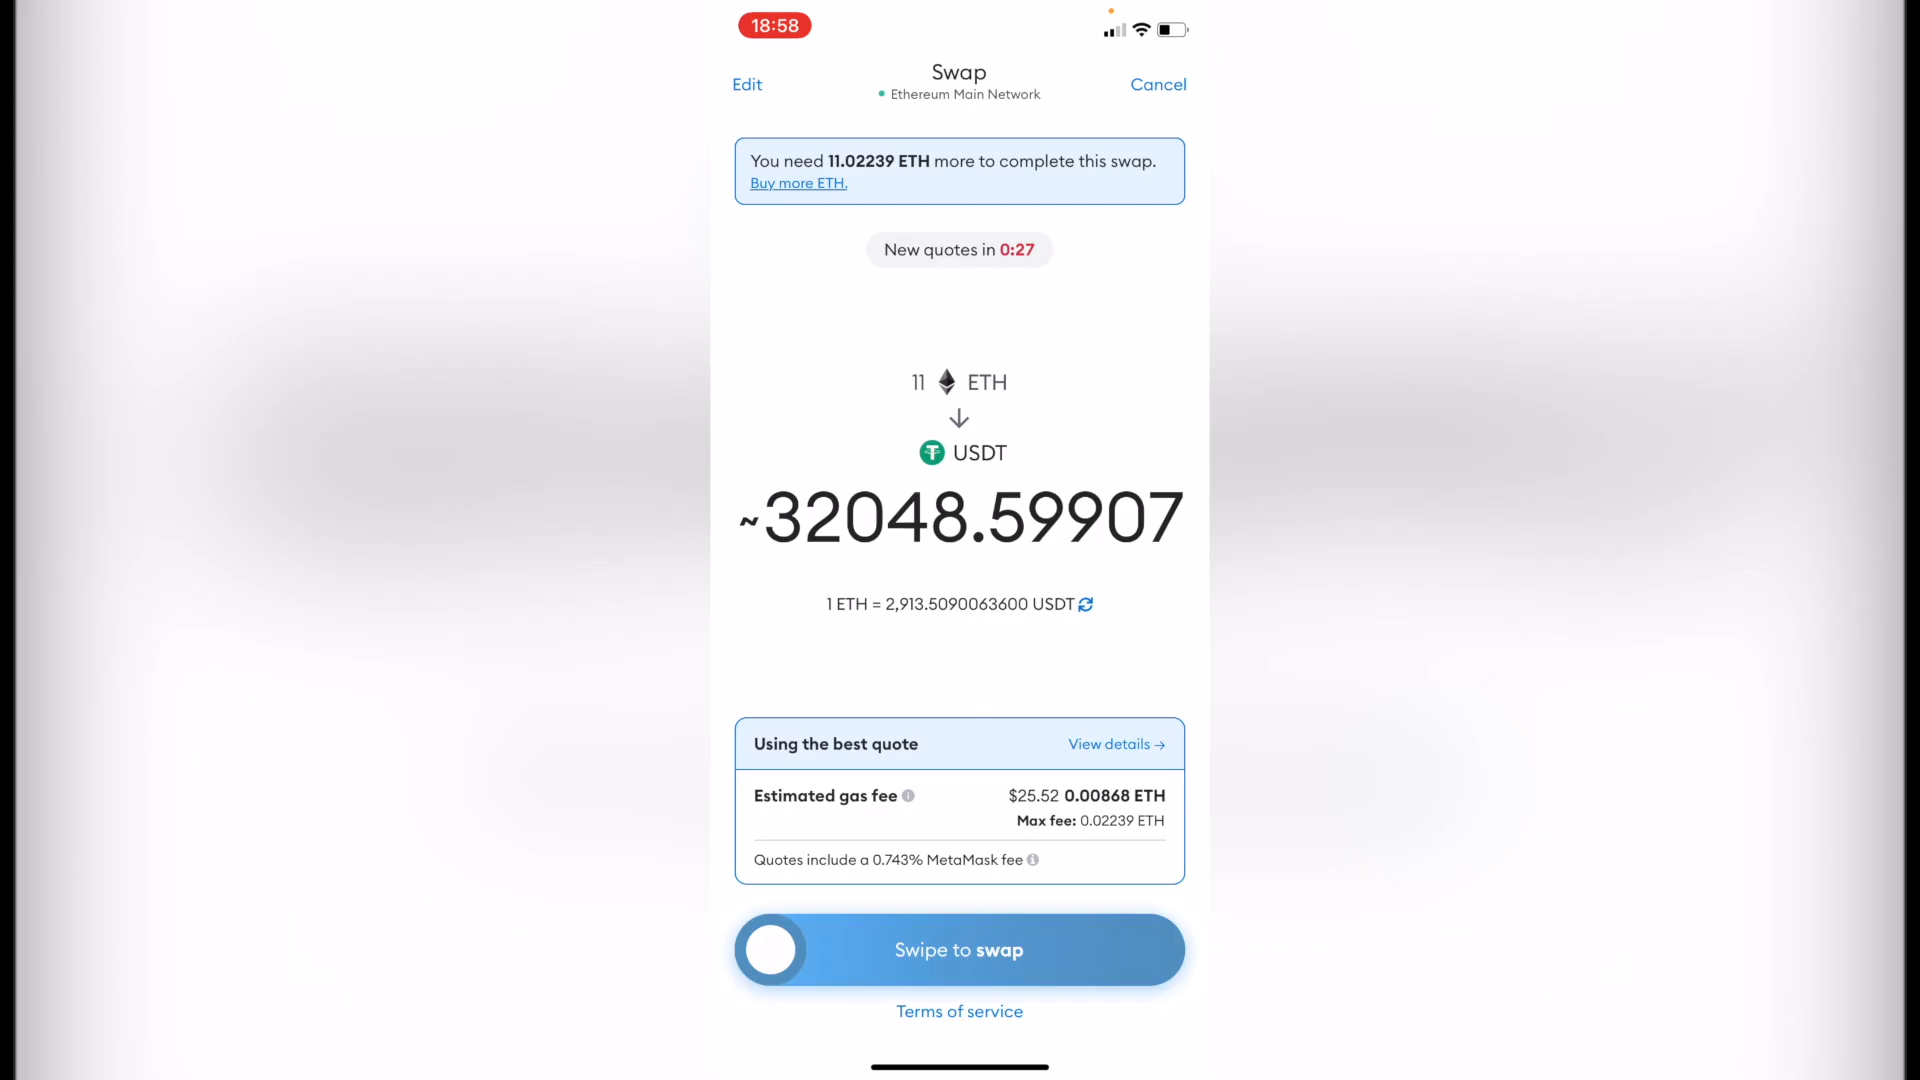 18:58
Edit
Swap
Cancel
Ethereum Main Network
You need 11.02239 ETH more to complete this swap.
Buy more ETH.
New quotes in 0:27
11 ETH
USDT
~32048.59907
1 ETH = 2,913.5090063600 USDT
Using the best quote
View details →
Estimated gas fee
$25.52 0.00868 ETH
Max fee: 0.02239 ETH
Quotes include a 0.743% MetaMask fee
Swipe to swap
Terms of service